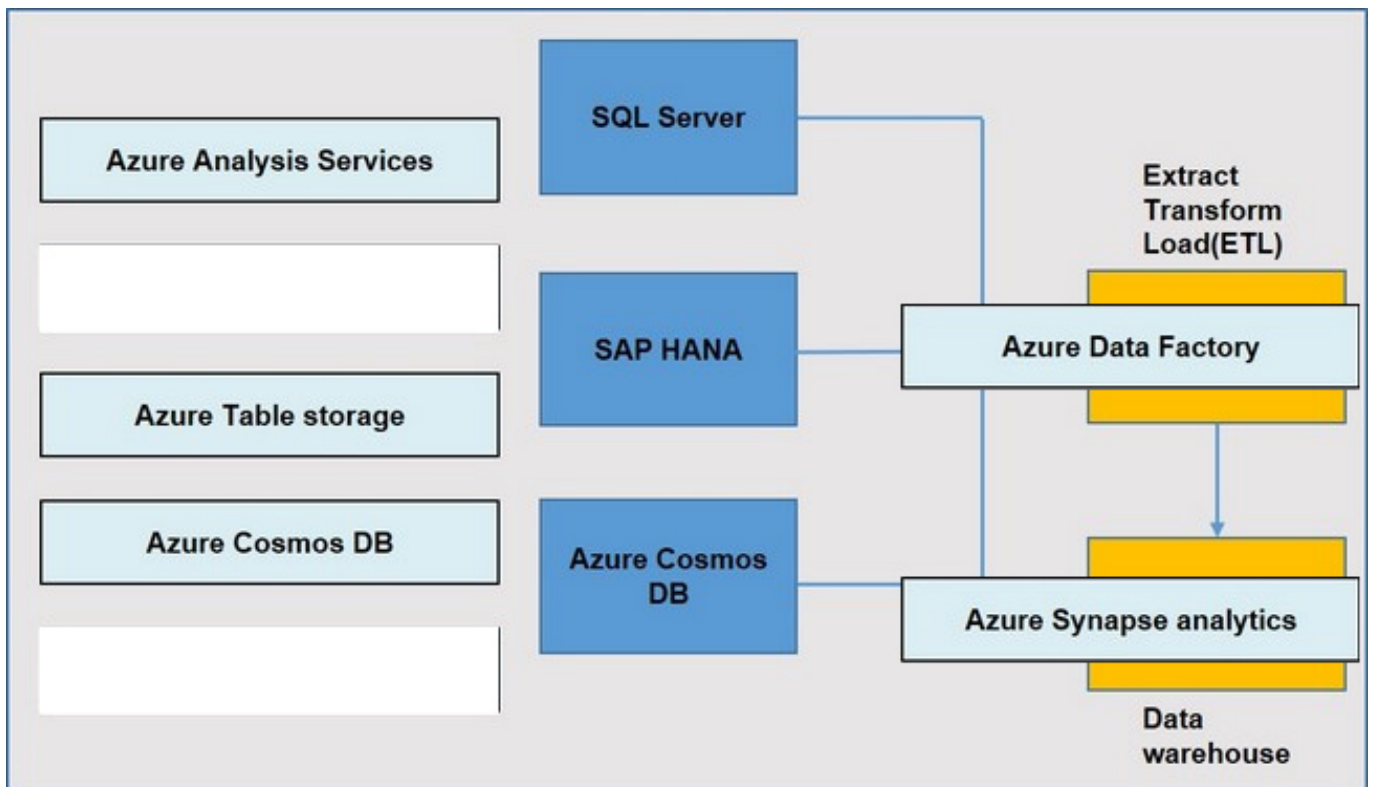 Azure Analysis Services
Azure Table storage
Azure Cosmos DB
SQL Server
SAP HANA
Azure Cosmos
DB
Extract
Transform
Load(ETL)
Azure Data Factory
Azure Synapse analytics
Data
warehouse